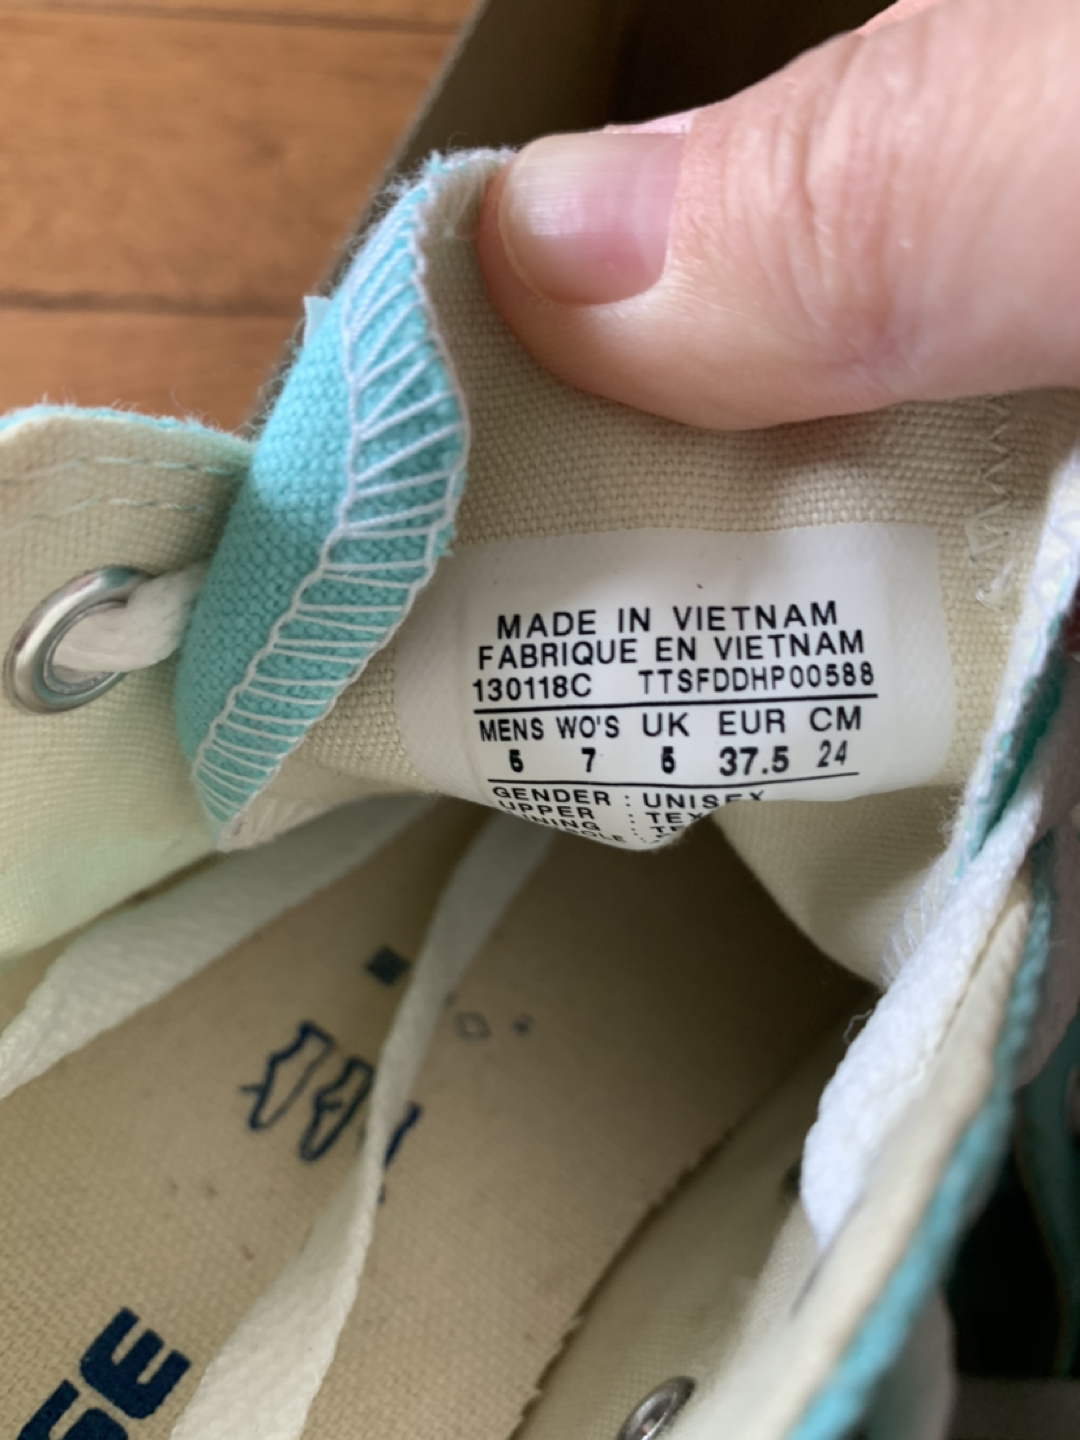 MADE IN VIETNAM
FABRIQUE EN VIETNAM
130118C TTSFDDHP00588
MENS WO'S UK EUR CM
5 7 5 37.5 24
GENDER : UNISEX
UPPER :